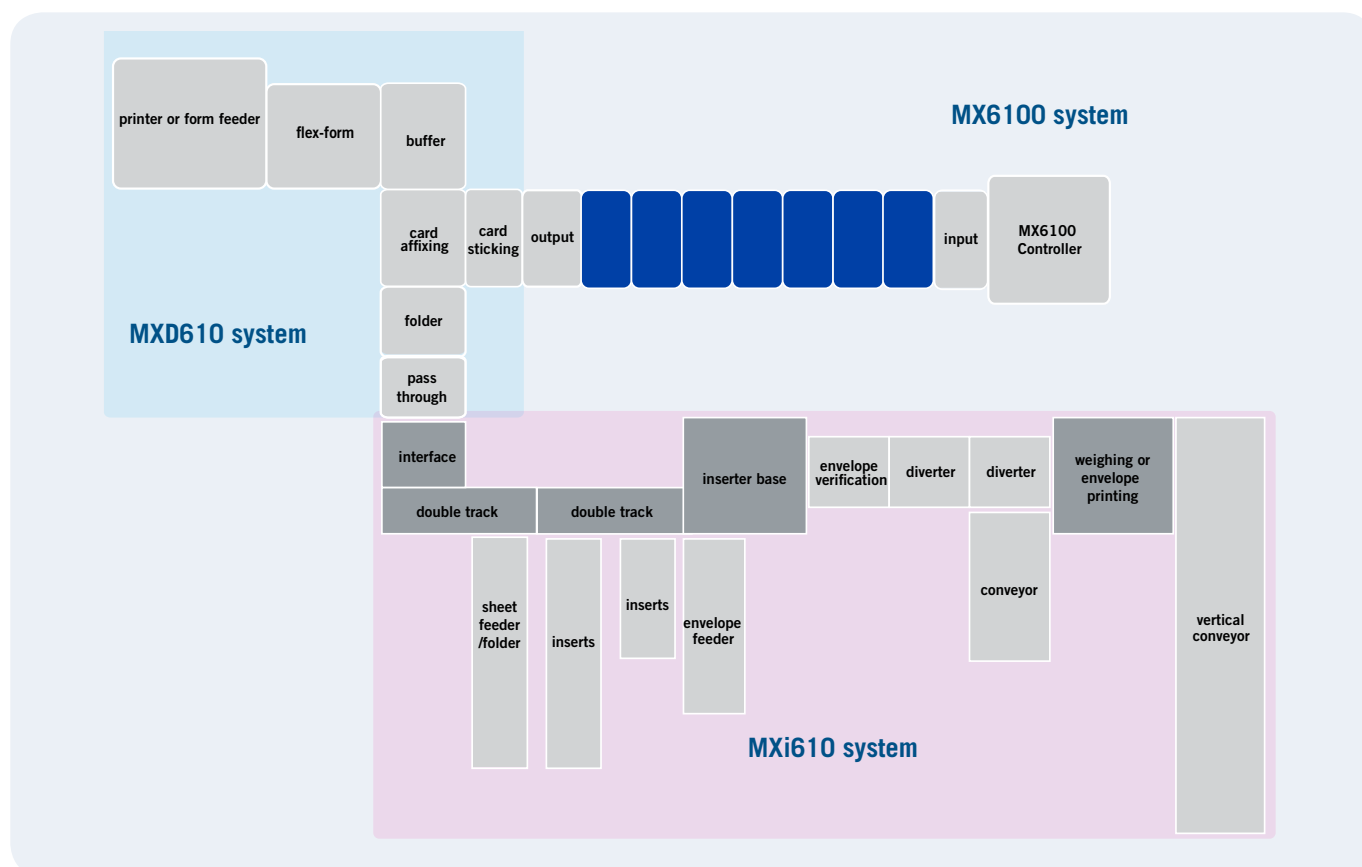 MX6100 system
printer or form feeder
flex-form
buffer
card
affixing
card
sticking
output
input
MX6100
Controller
folder
MXD610 system
pass
through
interface
double track
double track
inserter base
envelope
verification
diverter
diverter
weighing or
envelope
printing
sheet
feeder
/folder
inserts
inserts
envelope
feeder
conveyor
vertical
conveyor
MXi610 system